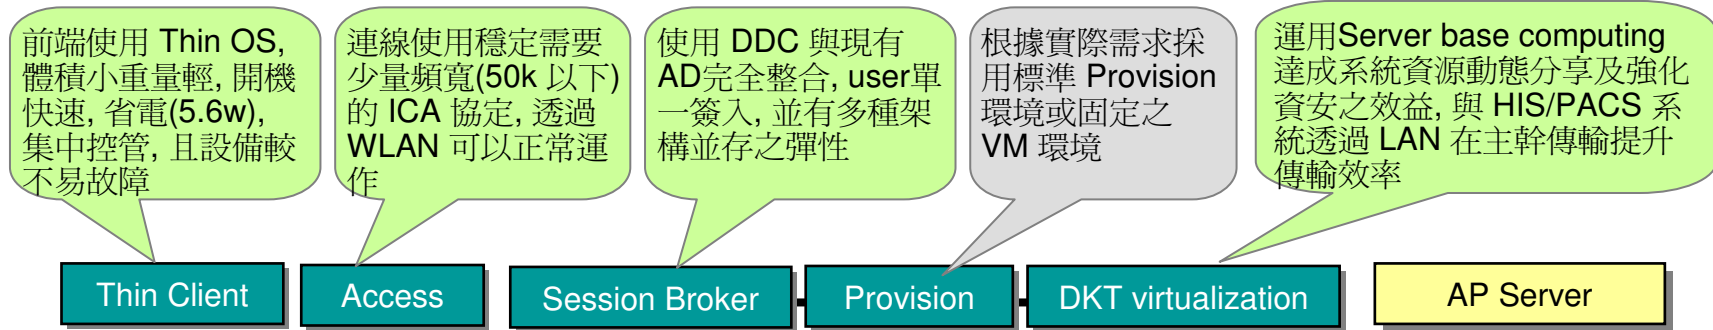 前端使用 Thin OS,
體積小重量輕, 開機
快速, 省電(5.6w),
集中控管, 且設備較
不易故障
連線使用穩定需要
少量頻寬(50k 以下)
的 ICA 協定, 透過
WLAN 可以正常運
作
使用 DDC 與現有
AD完全整合, user單
一簽入, 並有多種架
構並存之彈性
根據實際需求採
用標準 Provision
環境或固定之
VM 環境
運用Server base computing
達成系統資源動態分享及強化
資安之效益, 與 HIS/PACS 系
統透過 LAN 在主幹傳輸提升
傳輸效率
Thin Client
Access
Session Broker
Provision
DKT virtualization
AP Server